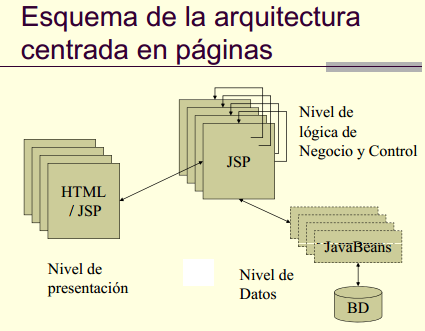 Esquema de la arquitectura
centrada en páginas
Nivel de
lógica de
Negocio y Control
JSP
HTML
/ JSP
JavaBeans
Nivel de
presentación
Nivel de
Datos
BD